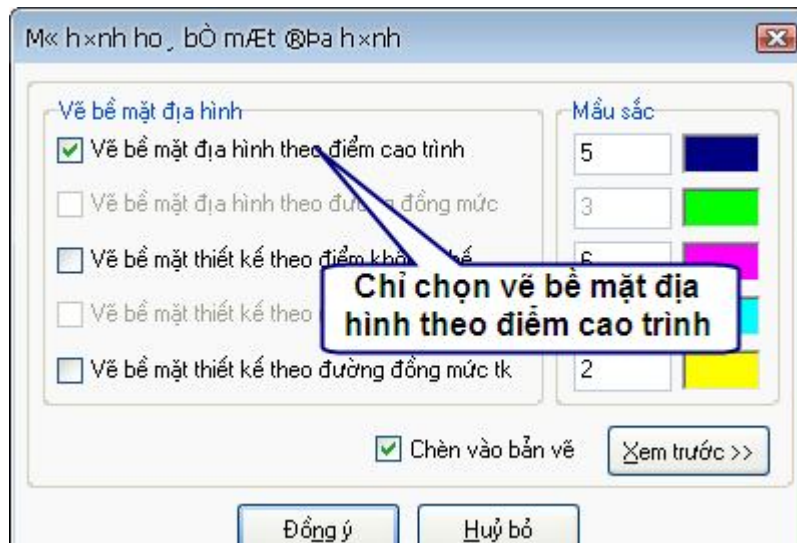 M« h×nh ho¸ bÒ mÆt ®Þa h×nh
Vẽ bề mặt địa hình
Mầu sắc
Vẽ bề mặt địa hình theo điểm cao trình
5
Vẽ bề mặt địa hình theo đường đồng mức
3
Vẽ bề mặt thiết kế theo điểm
6
Chỉ chọn vẽ bề mặt địa
hình theo điểm cao trình
Vẽ bề mặt thiết kế theo
Vẽ bề mặt thiết kế theo đường đồng mức tk
2
Chèn vào bản vẽ
Xem trước >>
Đồng ý
Huỷ bỏ